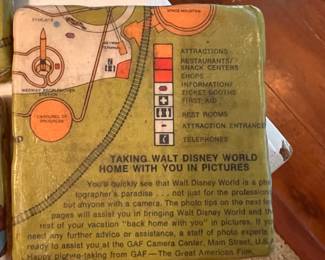 STARJETS
SPACE MOUNTAIN
WEDWAY PEOPLEMOVER
STATION
CAROUSEL OF
PROGRESS
ATTRACTIONS
RESTAURANTS/
SNACK CENTERS
SHOPS
INFORMATION/
TICKET BOOTHS
FIRST AID
REST ROOMS
ATTRACTION ENTRANCE
TELEPHONES
TAKING WALT DISNEY WORLD
HOME WITH YOU IN PICTURES
You'll quickly see that Walt Disney World is a pho
tographer's paradise . . . not just for the profession
but anyone with a camera. The photo tips on the next fe
pages will assist you in bringing Walt Disney World and
rest of your vacation "back home with you" in pictures. If
need any further advice or assistance, a staff of photo experts
ready to assist you at the GAF Camera Center, Main Street, U.S.
Happy picture-taking from GAF — The Great American Film.